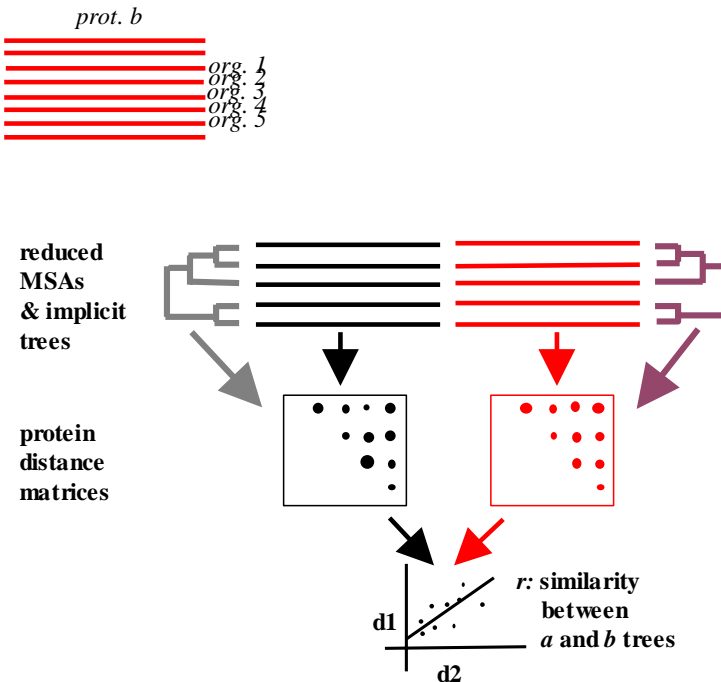 prot. b
org. 1
org. 2
org. 3
org. 4
org. 5
reduced
MSAs
& implicit
trees
protein
distance
matrices
r: similarity
between
a and b trees
d1
d2